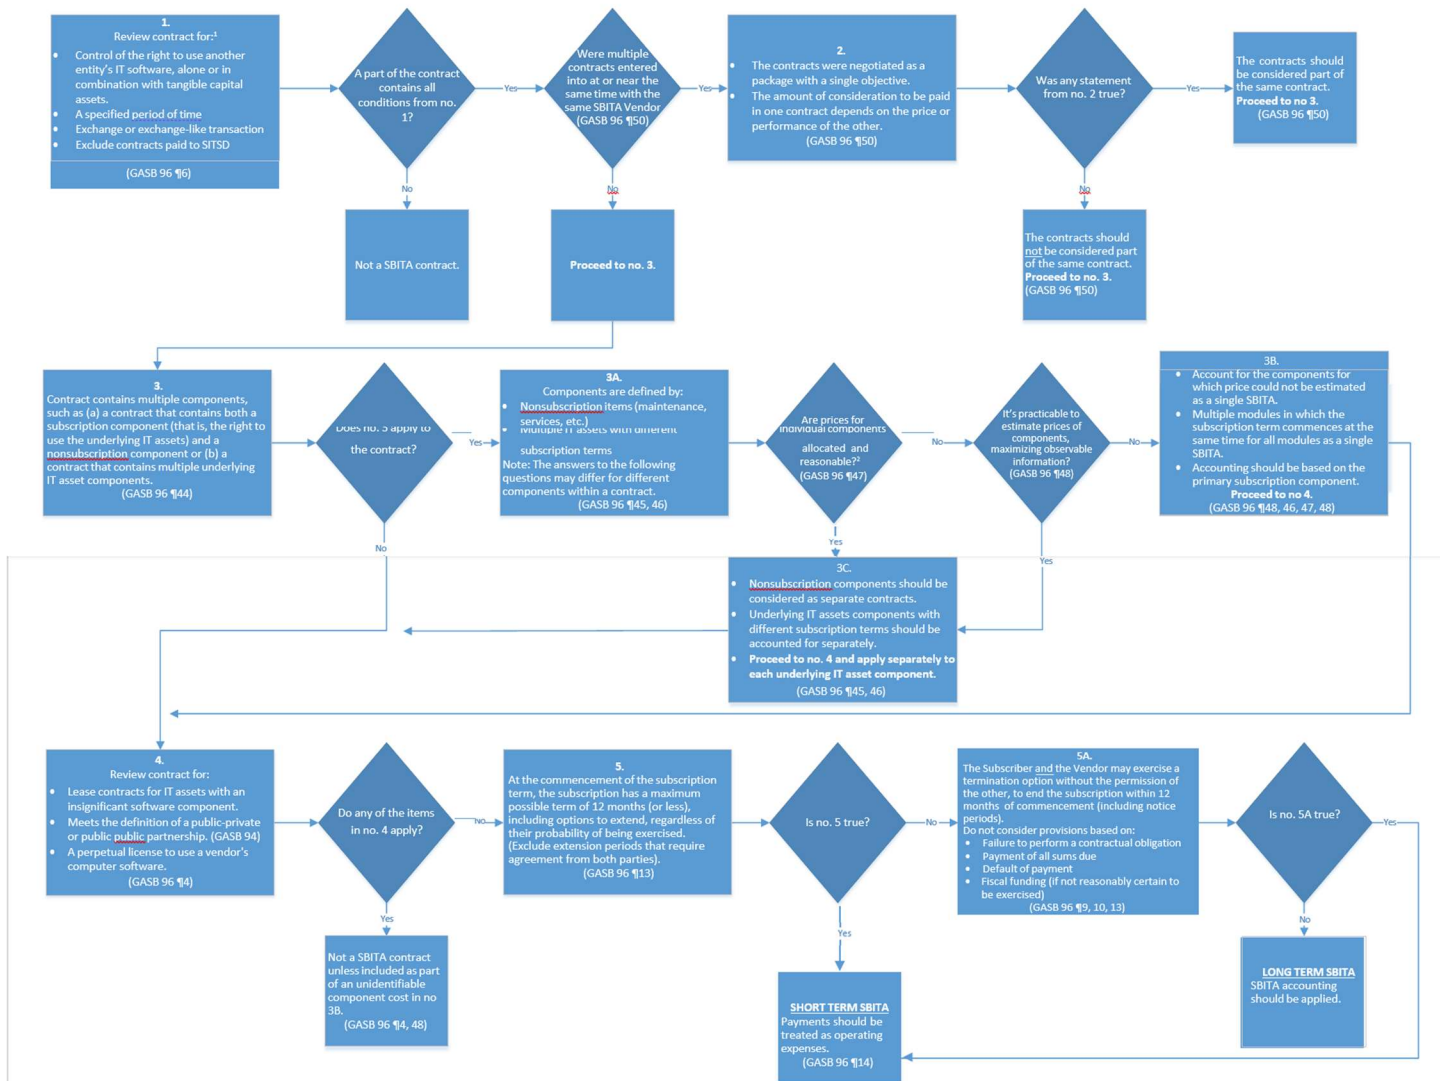 1.
Review contract for:¹
• Control of the right to use another
entity's IT software, alone or in
combination with tangible capital
assets.
• A specified period of time
• Exchange or exchange-like transaction
• Exclude contracts paid to SITSD
(GASB 96 ¶6)
A part of the contract
contains all
conditions from no.
1?
Yes
No
Not a SBITA contract.
Were multiple
contracts entered
into at or near the
same time with the
same SBITA Vendor
(GASB 96 ¶50)
Yes
No
Proceed to no. 3.
2.
• The contracts were negotiated as a
package with a single objective.
• The amount of consideration to be paid
in one contract depends on the price or
performance of the other.
(GASB 96 ¶50)
Was any statement
from no. 2 true?
Yes
No
The contracts should
be considered part of
the same contract.
Proceed to no 3.
(GASB 96 ¶50)
The contracts should
not be considered part
of the same contract.
Proceed to no. 3.
(GASB 96 ¶50)
3.
Contract contains multiple components,
such as (a) a contract that contains both a
subscription component (that is, the right to
use the underlying IT assets) and a
nonsubscription component or (b) a
contract that contains multiple underlying
IT asset components.
(GASB 96 ¶44)
Does no. 3 apply to
the contract?
Yes
No
3A.
Components are defined by:
• Nonsubscription items (maintenance,
services, etc.)
• Multiple IT assets with different
subscription terms
Note: The answers to the following
questions may differ for different
components within a contract.
(GASB 96 ¶45, 46)
Are prices for
individual components
allocated and
reasonable?²
(GASB 96 ¶47)
No
Yes
It's practicable to
estimate prices of
components,
maximizing observable
information?
(GASB 96 ¶48)
No
Yes
3B.
• Account for the components for
which price could not be estimated
as a single SBITA.
• Multiple modules in which the
subscription term commences at
the same time for all modules as a single
SBITA.
• Accounting should be based on the
primary subscription component.
Proceed to no 4.
(GASB 96 ¶48, 46, 47, 48)
3C.
• Nonsubscription components should be
considered as separate contracts.
• Underlying IT assets components with
different subscription terms should be
accounted for separately.
• Proceed to no. 4 and apply separately to
each underlying IT asset component.
(GASB 96 ¶45, 46)
4.
Review contract for:
• Lease contracts for IT assets with an
insignificant software component.
• Meets the definition of a public-private
or public public partnership. (GASB 94)
• A perpetual license to use a vendor's
computer software.
(GASB 96 ¶4)
Do any of the items
in no. 4 apply?
No
Yes
Not a SBITA contract
unless included as part
of an unidentifiable
component cost in no
3B.
(GASB 96 ¶4, 48)
5.
At the commencement of the subscription
term, the subscription has a maximum
possible term of 12 months (or less),
including options to extend, regardless of
their probability of being exercised.
(Exclude extension periods that require
agreement from both parties).
(GASB 96 ¶13)
Is no. 5 true?
No
Yes
SHORT TERM SBITA
Payments should be
treated as operating
expenses.
(GASB 96 ¶14)
5A.
The Subscriber and the Vendor may exercise a
termination option without the permission of
the other, to end the subscription within 12
months of commencement (including notice
periods).
Do not consider provisions based on:
• Failure to perform a contractual obligation
• Payment of all sums due
• Default of payment
• Fiscal funding (if not reasonably certain to
be exercised)
(GASB 96 ¶9, 10, 13)
Is no. 5A true?
Yes
No
LONG TERM SBITA
SBITA accounting
should be applied.